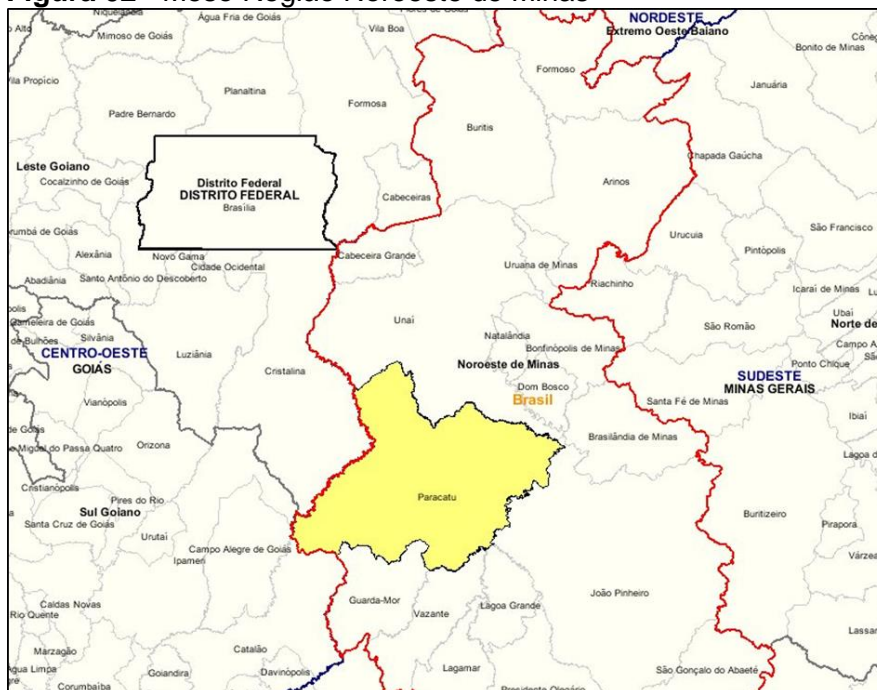 NORDESTE
Extremo Oeste Baiano
Água Fria de Goiás
Mimoso de Goiás
Vila Boa
Formoso
Bonito de Minas
Vila Propício
Planaltina
Padre Bernardo
Formosa
Buritis
Januária
Leste Goiano
Cocalzinho de Goiás
Distrito Federal
DISTRITO FEDERAL
Brasília
Cabeceiras
Arinos
Chapada Gaúcha
Alexânia
Novo Gama
Cidade Ocidental
Cabeceira Grande
Urucuia
São Francisco
Pintópolis
Abadiânia
Santo Antônio do Descoberto
Uruana de Minas
Riachinho
Icaraí de Minas
Gameleira de Goiás
Silvânia
Unaí
Natalândia
São Romão
Ubaí
Norte de
CENTRO-OESTE
GOIÁS
Luziânia
Cristalina
Bonfinópolis de Minas
Noroeste de Minas
Ponto Chique
Campo A
SUDESTE
MINAS GERAIS
Vianópolis
Dom Bosco
Brasil
Santa Fé de Minas
Ibiaí
Orizona
Brasilândia de Minas
Cristianópolis
Pires do Rio
Paracatu
Sul Goiano
Santa Cruz de Goiás
Urutaí
Buritizeiro
Pirapora
Campo Alegre de Goiás
Ipameri
Guarda-Mor
Vazante
Lagoa Grande
João Pinheiro
Caldas Novas
Rio Quente
Marzagão
Catalão
Água Limpa
Goiandira
Davinópolis
Lagamar
São Gonçalo do Abaeté
Corumbaíba